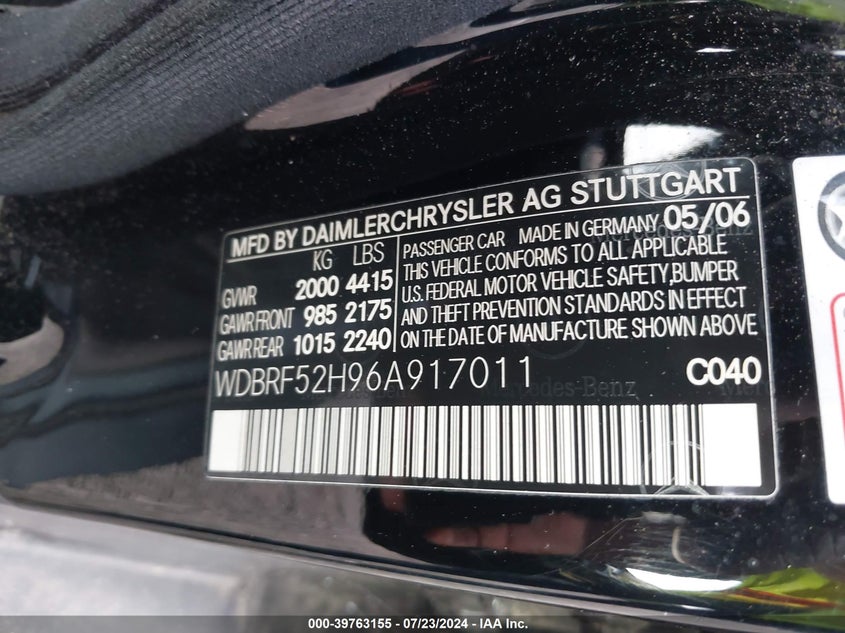 MFD BY DAIMLERCHRYSLER AG STUTTGART
KG LBS
GVWR 2000 4415
GAWR FRONT 985 2175
GAWR REAR 1015 2240
PASSENGER CAR MADE IN GERMANY 05/06
THIS VEHICLE CONFORMS TO ALL APPLICABLE
U.S. FEDERAL MOTOR VEHICLE SAFETY,BUMPER
AND THEFT PREVENTION STANDARDS IN EFFECT
ON THE DATE OF MANUFACTURE SHOWN ABOVE
WDBRF52H96A917011 C040
Mercedes-Benz
000-39763155 - 07/23/2024 - IAA Inc.